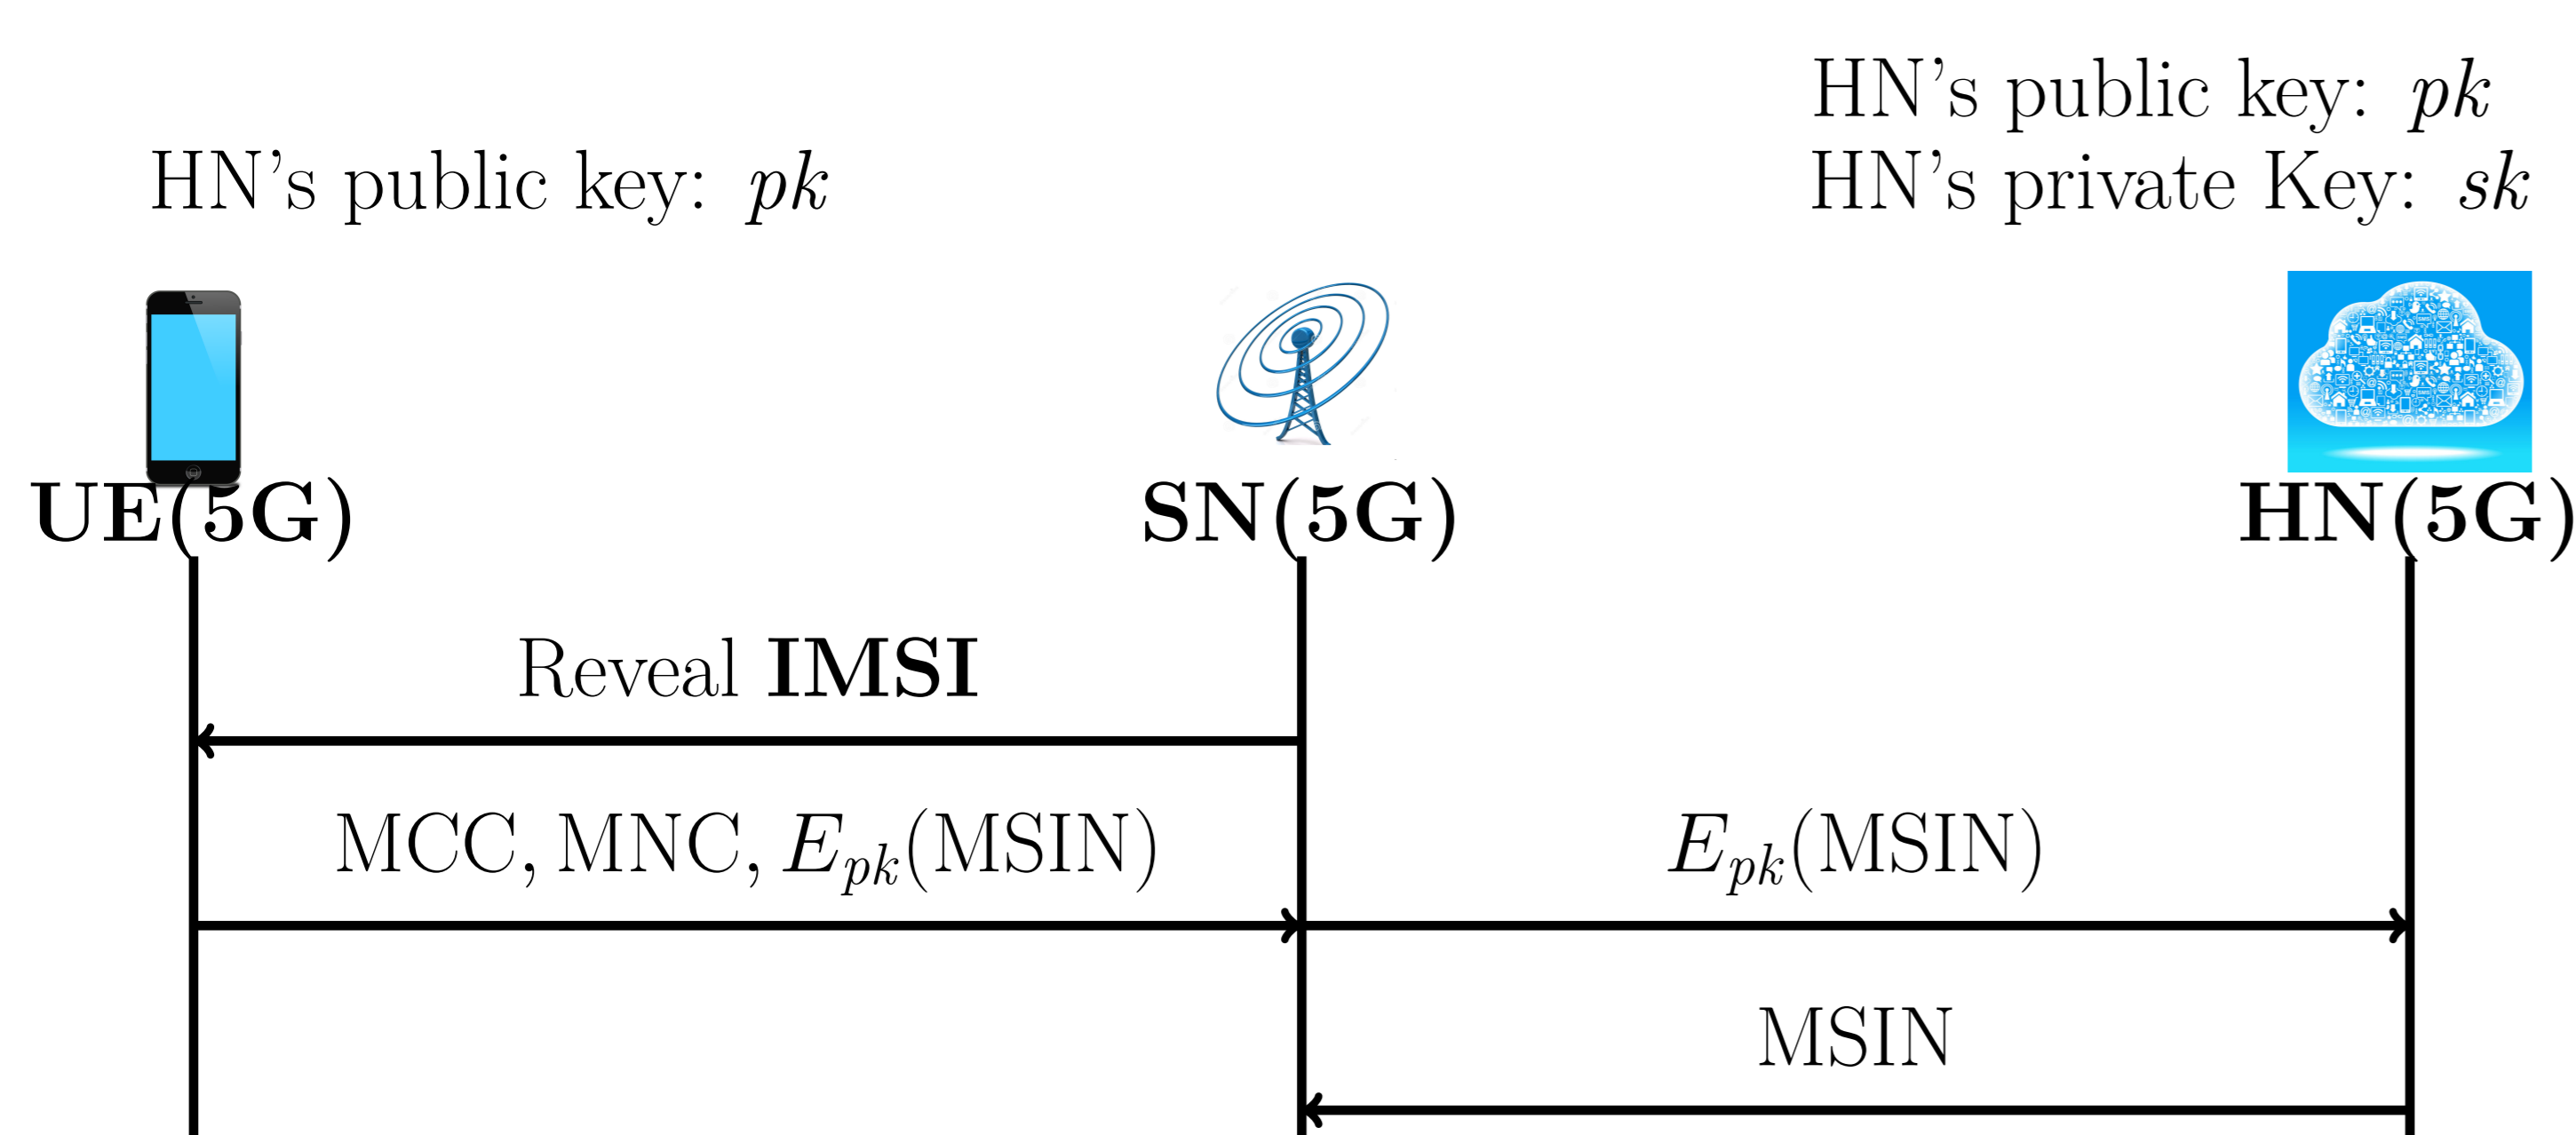 HN’s public key: pk
HN’s private Key: sk
HN’s public key: pk
UE(5G)
SN(5G)
HN(5G)
Reveal IMSI
MCC, MNC, E_pk(MSIN)
E_pk(MSIN)
MSIN